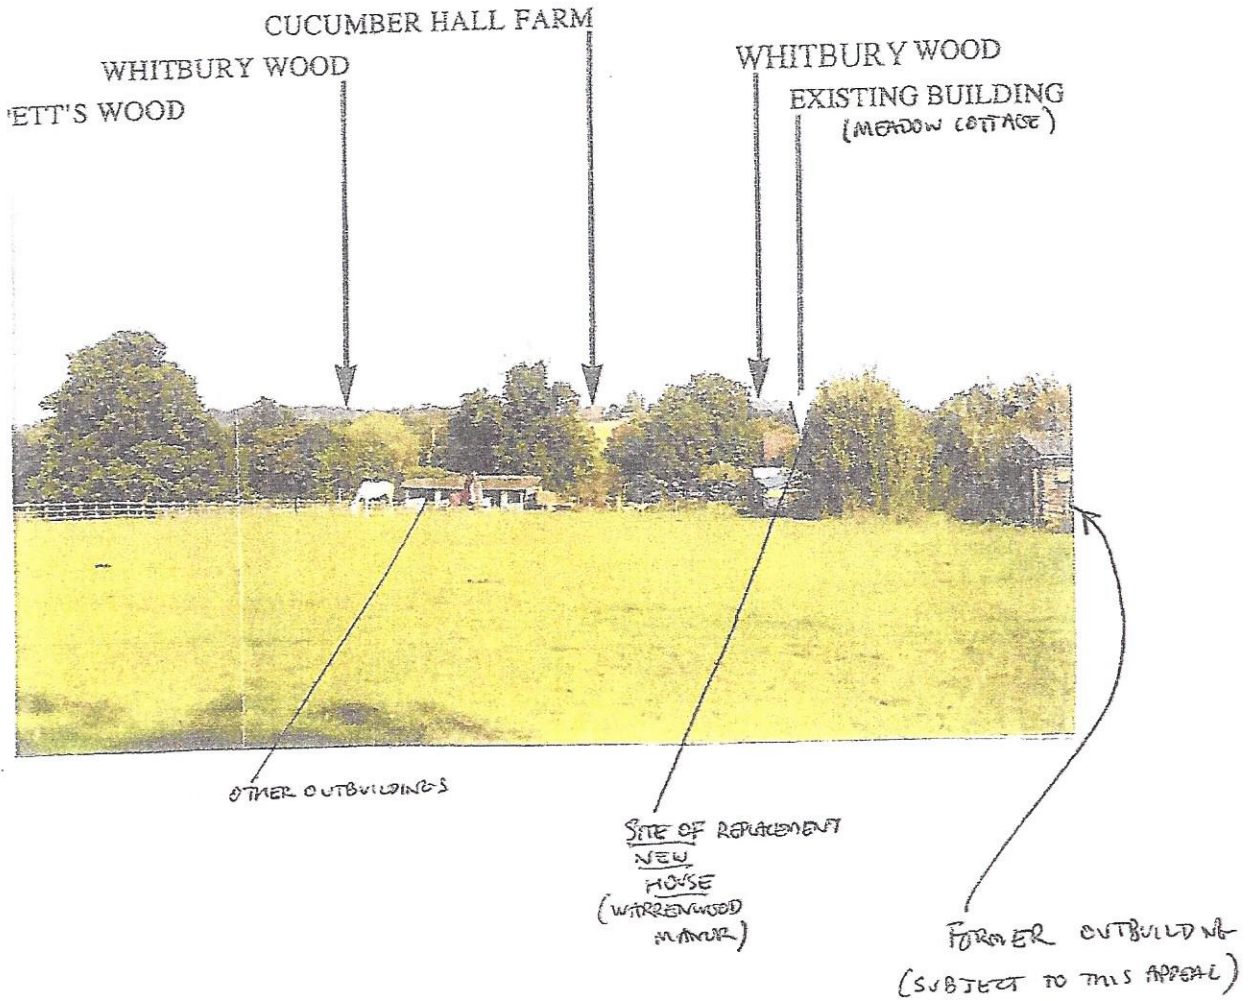 CUCUMBER HALL FARM
WHITBURY WOOD
WHITBURY WOOD
'ETT'S WOOD
EXISTING BUILDING
(MEADOW COTTAGE)
OTHER OUTBUILDINGS
SITE OF REPLACEMENT
NEW
HOUSE
(WARRENWOOD
MANOR)
FORMER OUTBUILDING
(SUBJECT TO THIS APPEAL)